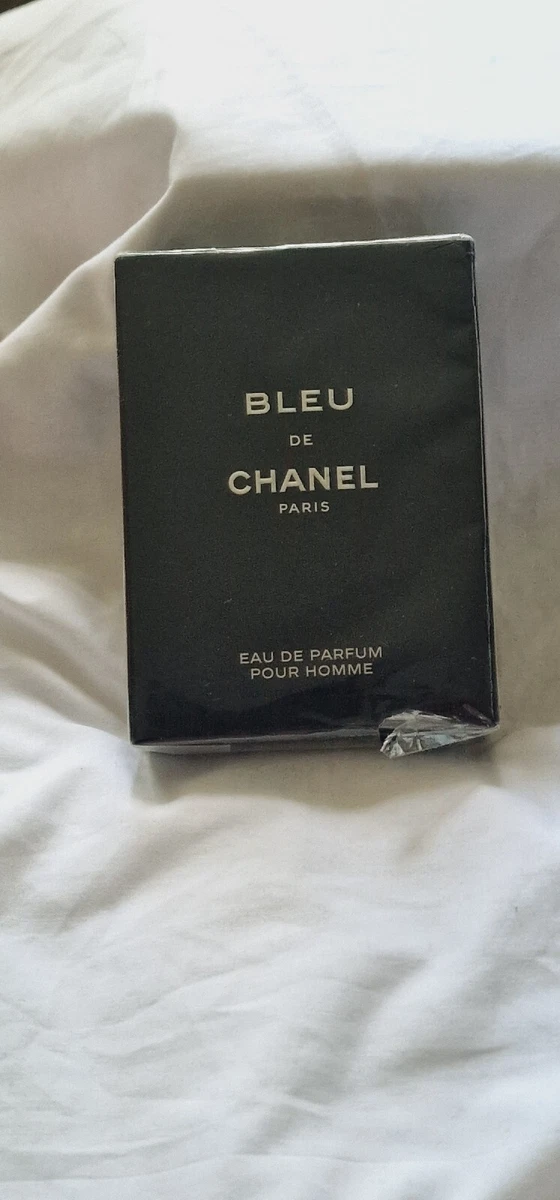 BLEU
DE
CHANEL
PARIS
EAU DE PARFUM
POUR HOMME